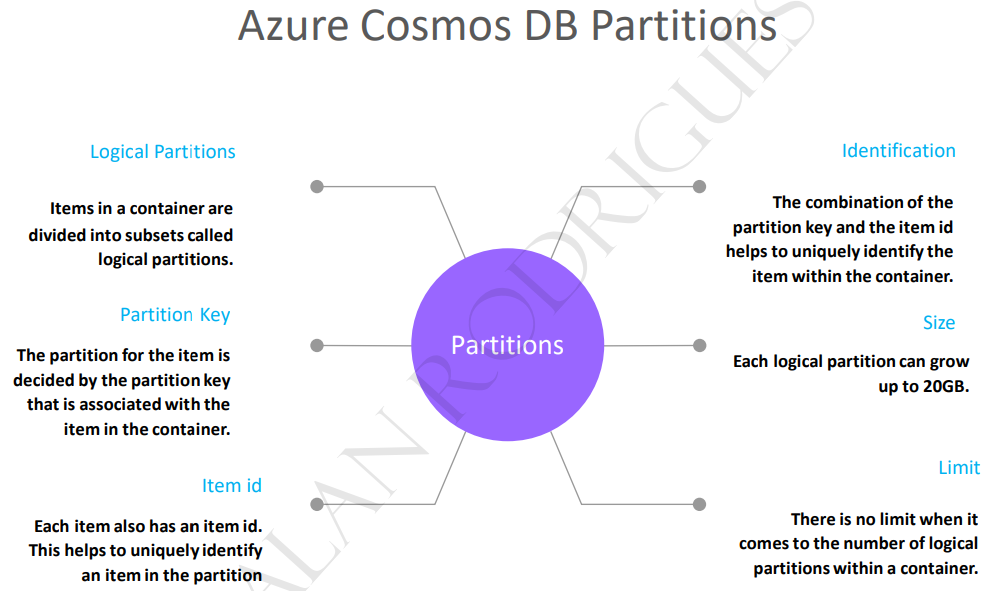 Azure Cosmos DB Partitions
Logical Partitions
Items in a container are
divided into subsets called
logical partitions.
Partition Key
The partition for the item is
decided by the partition key
that is associated with the
item in the container.
Item id
Each item also has an item id.
This helps to uniquely identify
an item in the partition
Partitions
Identification
The combination of the
partition key and the item id
helps to uniquely identify the
item within the container.
Size
Each logical partition can grow
up to 20GB.
Limit
There is no limit when it
comes to the number of logical
partitions within a container.
ALAN RODRIGUES